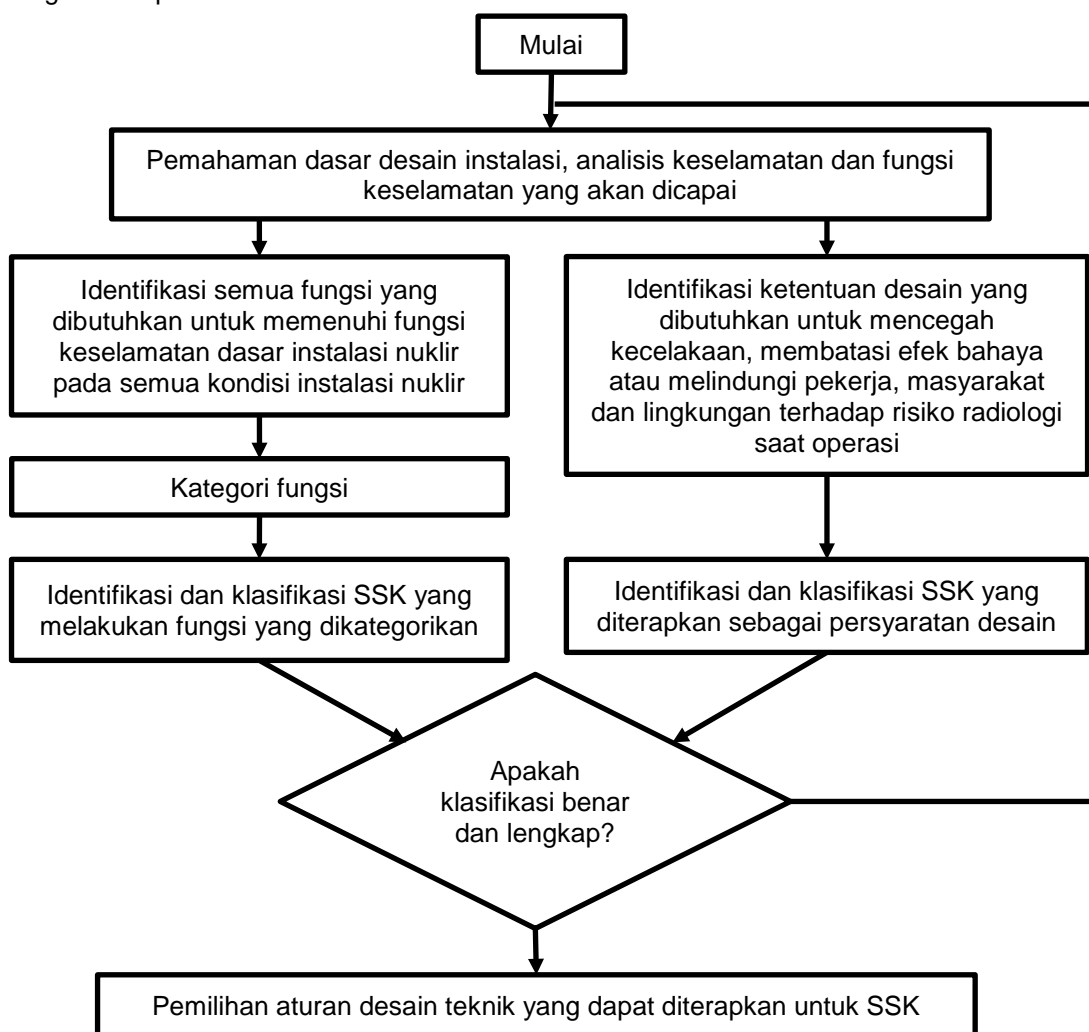 Mulai
Pemahaman dasar desain instalasi, analisis keselamatan dan fungsi
keselamatan yang akan dicapai
Identifikasi semua fungsi yang
dibutuhkan untuk memenuhi fungsi
keselamatan dasar instalasi nuklir
pada semua kondisi instalasi nuklir
Identifikasi ketentuan desain yang
dibutuhkan untuk mencegah
kecelakaan, membatasi efek bahaya
atau melindungi pekerja, masyarakat
dan lingkungan terhadap risiko radiologi
saat operasi
Kategori fungsi
Identifikasi dan klasifikasi SSK yang
melakukan fungsi yang dikategorikan
Identifikasi dan klasifikasi SSK yang
diterapkan sebagai persyaratan desain
Apakah
klasifikasi benar
dan lengkap?
Pemilihan aturan desain teknik yang dapat diterapkan untuk SSK